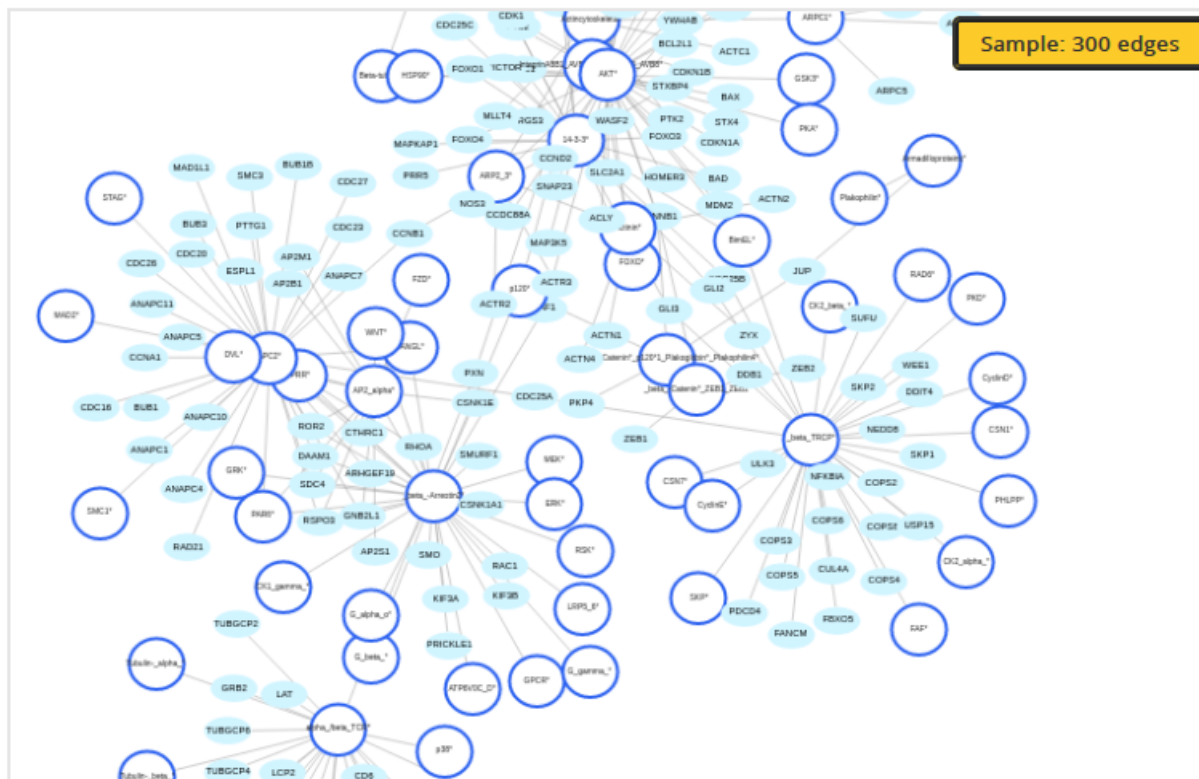 CDK1
CDC25C
YWHAB
ARPC1*
Sample: 300 edges
BCL2L1
ACTC1
FOXO1
HSP90*
AKT*
CDKN1B
GSK3*
STXBP4
BAX
ARPC5
MLLT4
RGS3
WASF2
PTK2
STX4
PKA*
FOXO4
14-3-3*
FOXO3
CDKN1A
MAPKAP1
CCND2
MAD1L1
BUB1B
SMC3
CDC27
PRR5
ARP2_3*
SNAP23
SLC2A1
HOMER3
BAD
STAG*
Plakophilin*
NOS3
MDM2
ACTN2
BUB3
PTTG1
CDC23
CCNB1
CCDC88A
ACLY
MAP3K5
BimEL*
CDC20
AP2M1
CDC26
ESPL1
ANAPC7
AP2B1
FZD*
p120*
ACTR3
FOXO*
GLI2
JUP
RAD6*
PKD*
ANAPC11
ACTR2
GLI3
CK2_beta_*
SUFU
MAD2*
ANAPC5
WNT*
ACTN1
ZYX
CCNA1
DVL*
ACTN4
AP2_alpha*
PXN
DDB1
ZEB2
WEE1
SKP2
DDIT4
CyclinD*
CDC16
BUB1
ANAPC10
CSNK1E
CDC25A
PKP4
ROR2
CTHRC1
ZEB1
_beta_TRCP*
NEDD8
CSN1*
ANAPC1
DAAM1
RHOA
SMURF1
SKP1
MEK*
ULK3
GRK*
ARHGEF19
NFKBIA
COPS2
ANAPC4
SDC4
CSN7*
CyclinE*
PHLPP*
SMC1*
PAR6*
RSPO3
GNB2L1
CSNK1A1
ERK*
COPS6
USP15
RAD21
AP2S1
SMO
RSK*
COPS3
CK2_alpha_*
RAC1
COPS5
CUL4A
COPS4
CK1_gamma_*
KIF3A
KIF3B
LRP5_6*
SKP*
PDCD4
FBXO5
FANCM
FAF*
TUBGCP2
G_alpha_o*
PRICKLE1
G_beta_*
GRB2
LAT
ATP6V0C_D*
GPCR*
G_gamma_*
TUBGCP6
p38*
TUBGCP4
LCP2
CD6